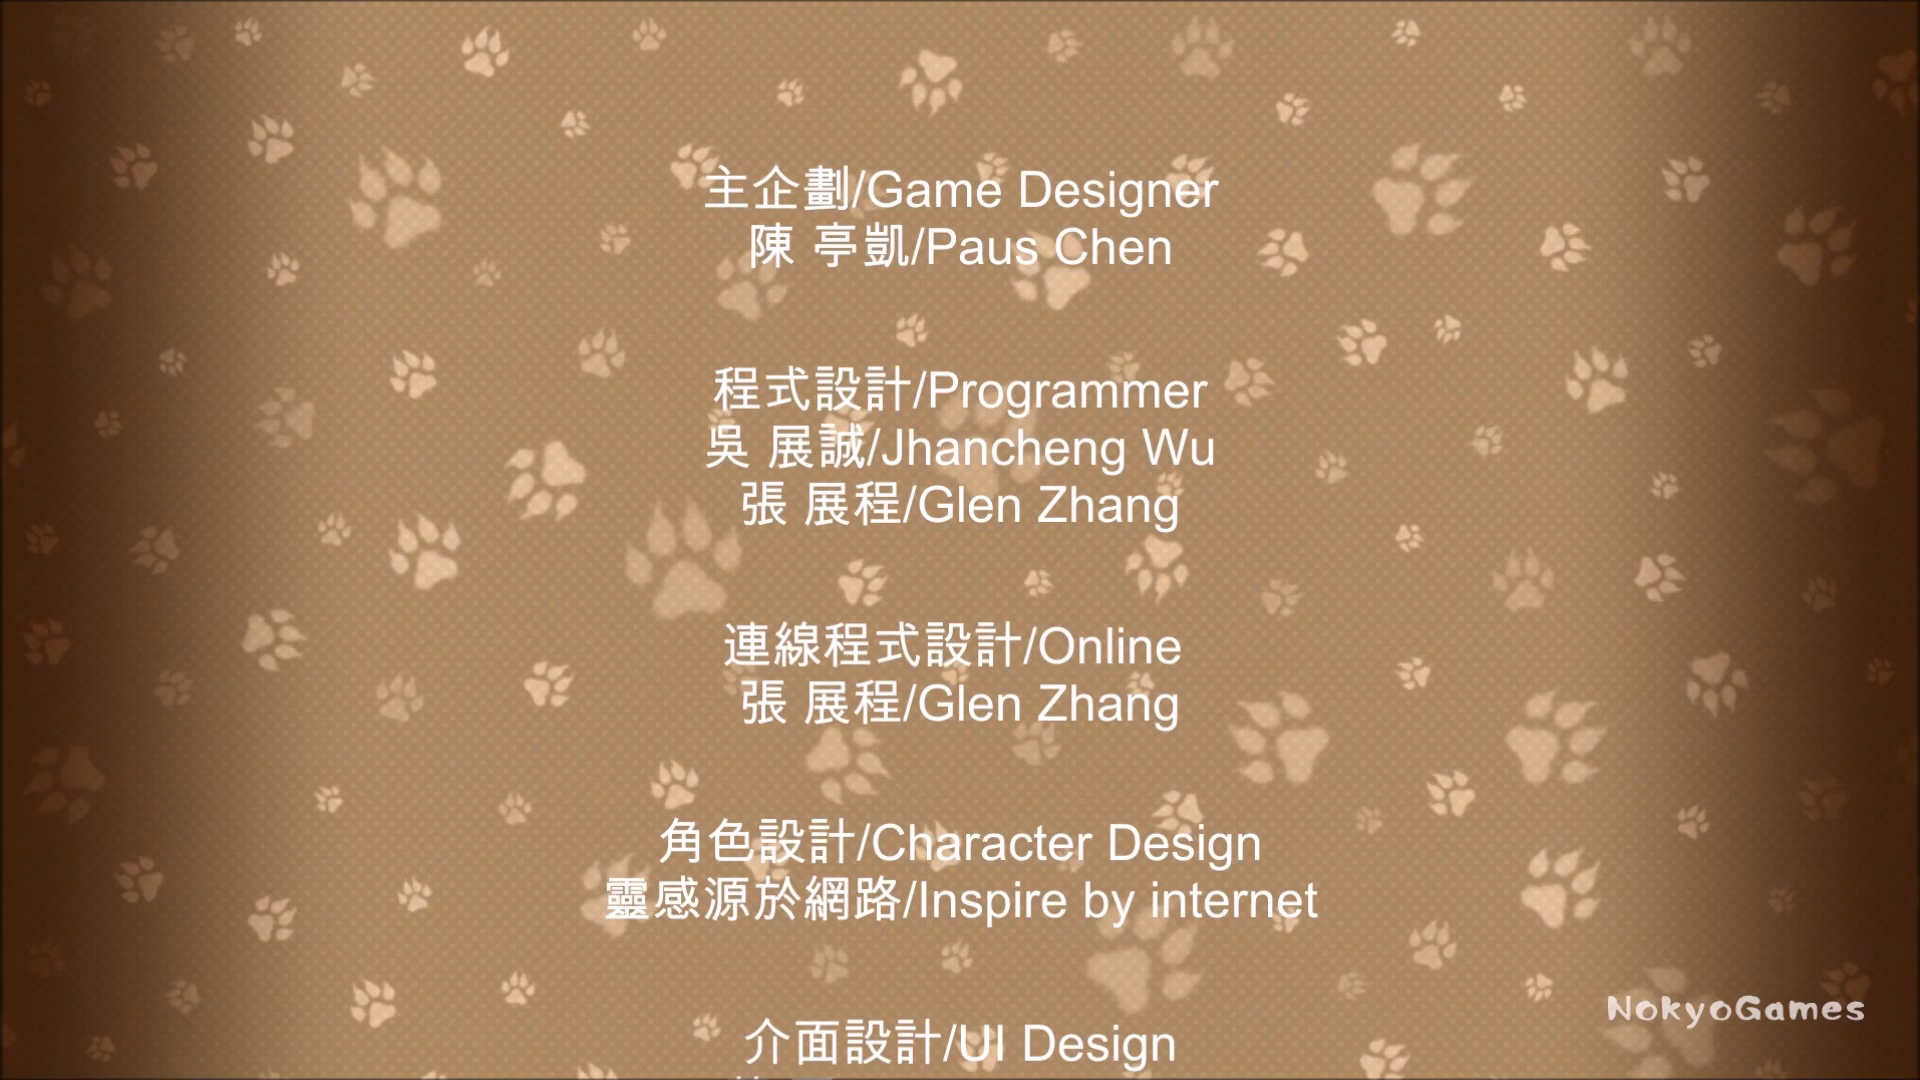 主企劃/Game Designer
陳 亭凱/Paus Chen
程式設計/Programmer
吳 展誠/Jhancheng Wu
張 展程/Glen Zhang
連線程式設計/Online
張 展程/Glen Zhang
角色設計/Character Design
靈感源於網路/Inspire by internet
介面設計/UI Design
NokyoGames